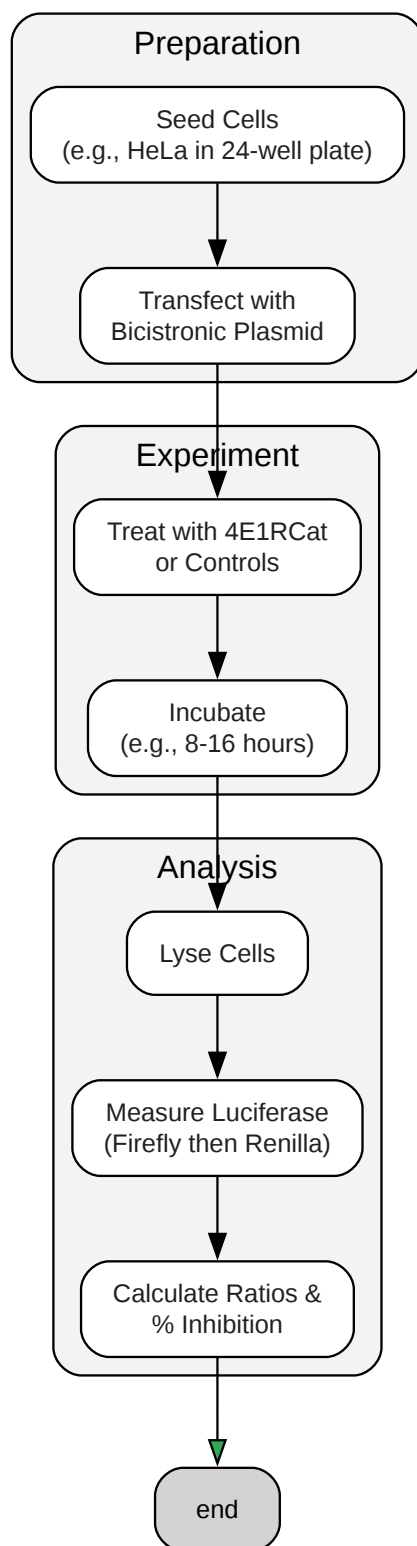 Preparation
Seed Cells
(e.g., HeLa in 24-well plate)
Transfect with
Bicistronic Plasmid
Experiment
Treat with 4E1RCat
or Controls
Incubate
(e.g., 8-16 hours)
Analysis
Lyse Cells
Measure Luciferase
(Firefly then Renilla)
Calculate Ratios &
% Inhibition
end